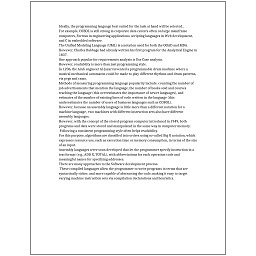 Ideally, the programming language best suited for the task at hand will be selected.
For example, COBOL is still strong in corporate data centers often on large mainframe
computers, Fortran in engineering applications, scripting languages in Web development,
and C in embedded software.
The Unified Modeling Language (UML) is a notation used for both the OOAD and MDA.
However, Charles Babbage had already written his first program for the Analytical Engine in
1837.
One approach popular for requirements analysis is Use Case analysis.
However, readability is more than just programming style.
In 1206, the Arab engineer Al-Jazari invented a programmable drum machine where a
musical mechanical automaton could be made to play different rhythms and drum patterns,
via pegs and cams.
Methods of measuring programming language popularity include: counting the number of
job advertisements that mention the language, the number of books sold and courses
teaching the language (this overestimates the importance of newer languages), and
estimates of the number of existing lines of code written in the language (this
underestimates the number of users of business languages such as COBOL).
However, because an assembly language is little more than a different notation for a
machine language, two machines with different instruction sets also have different
assembly languages.
However, with the concept of the stored-program computer introduced in 1949, both
programs and data were stored and manipulated in the same way in computer memory.
Following a consistent programming style often helps readability.
For this purpose, algorithms are classified into orders using so-called Big O notation, which
expresses resource use, such as execution time or memory consumption, in terms of the size
of an input.
Assembly languages were soon developed that let the programmer specify instruction in a
text format (e.g., ADD X, TOTAL), with abbreviations for each operation code and
meaningful names for specifying addresses.
There are many approaches to the Software development process.
These compiled languages allow the programmer to write programs in terms that are
syntactically richer, and more capable of abstracting the code, making it easy to target
varying machine instruction sets via compilation declarations and heuristics.